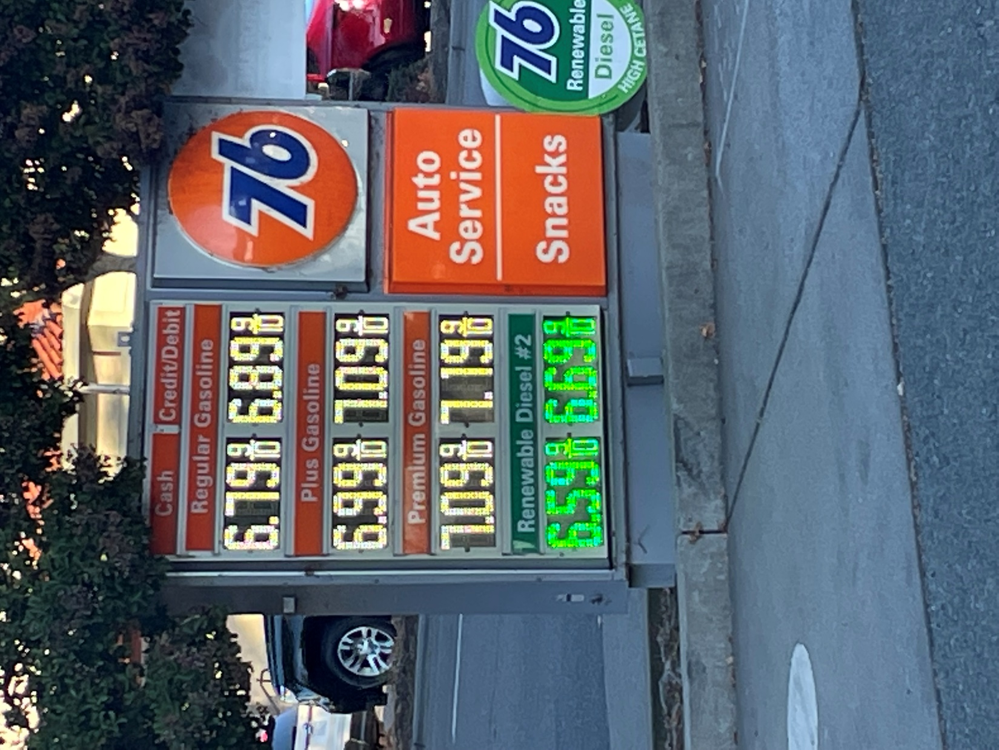 76
Cash Credit/Debit
Regular Gasoline
6.79 9/10 6.89 9/10
Plus Gasoline
6.99 9/10 7.09 9/10
Premium Gasoline
7.09 9/10 7.19 9/10
Renewable Diesel #2
6.59 9/10 6.69 9/10
Auto
Service
Snacks
76
Renewable
Diesel
HIGH CETANE